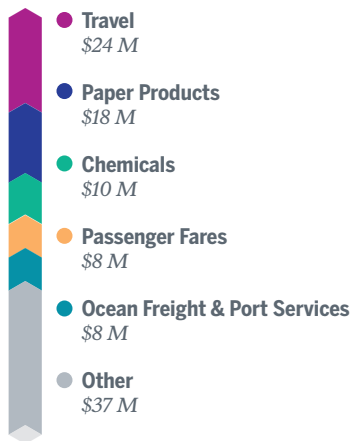 Travel
$24 M
Paper Products
$18 M
Chemicals
$10 M
Passenger Fares
$8 M
Ocean Freight & Port Services
$8 M
Other
$37 M